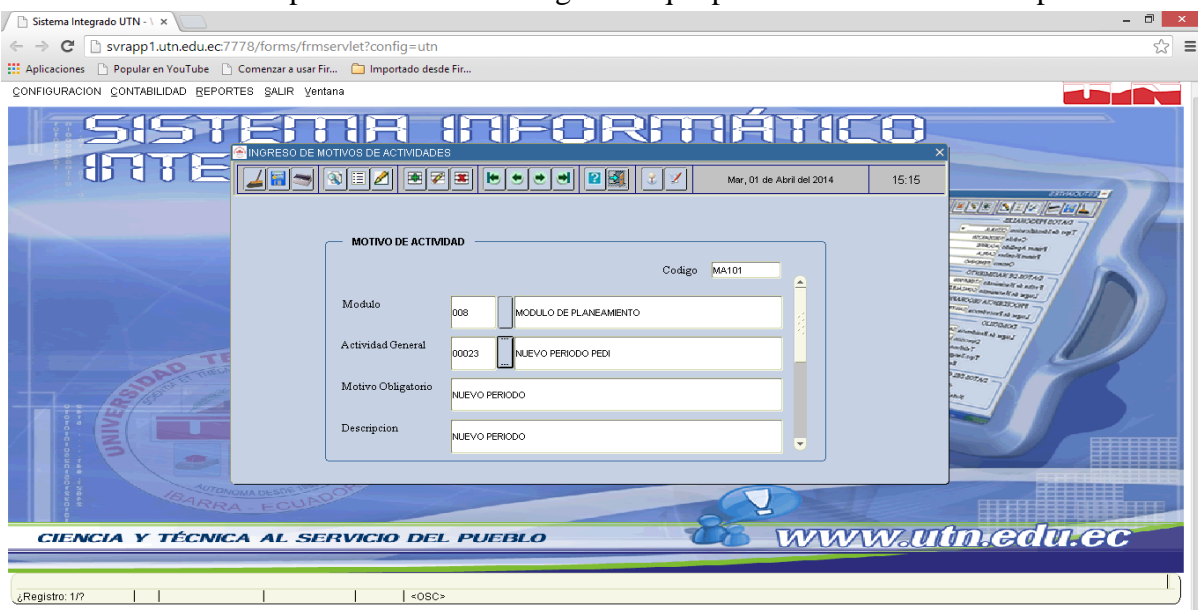 Sistema Integrado UTN - \
svrapp1.utn.edu.ec:7778/forms/frmservlet?config=utn
Aplicaciones Popular en YouTube Comenzar a usar Fir... Importado desde Fir...
CONFIGURACION CONTABILIDAD REPORTES SALIR Ventana
UTN
SISTEMA INFORMÁTICO
INTE
INGRESO DE MOTIVOS DE ACTIVIDADES
Mar, 01 de Abril del 2014 15:15
MOTIVO DE ACTIVIDAD
Codigo MA101
Modulo 008 MODULO DE PLANEAMIENTO
Actividad General 00023 NUEVO PERIODO PEDI
Motivo Obligatorio NUEVO PERIODO
Descripcion NUEVO PERIODO
IBARRA - ECUADOR
CIENCIA Y TÉCNICA AL SERVICIO DEL PUEBLO
www.utn.edu.ec
¿Registro: 1/? <OSC>